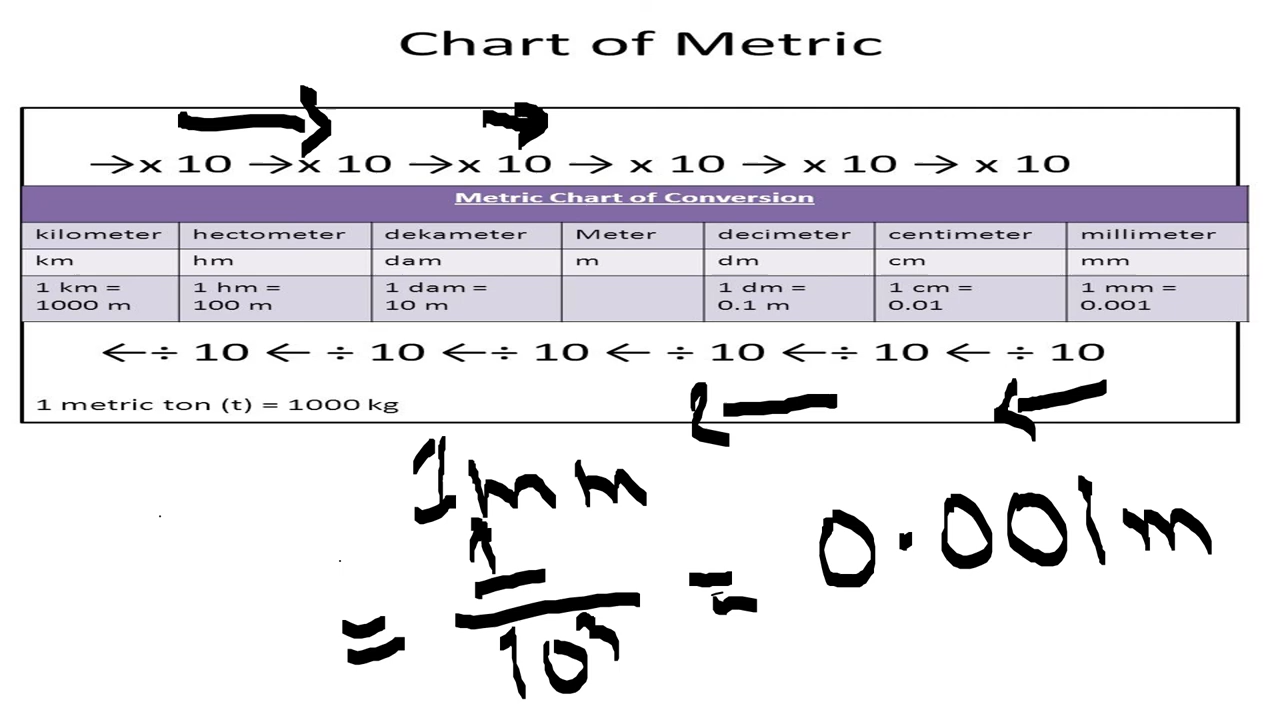 Chart of Metric
→x 10 →x 10 →x 10 → x 10 → x 10 → x 10
Metric Chart of Conversion
kilometer hectometer dekameter Meter decimeter centimeter millimeter
km hm dam m dm cm mm
1 km = 1 hm = 1 dam = 1 dm = 1 cm = 1 mm =
1000 m 100 m 10 m 0.1 m 0.01 0.001
←÷ 10 ← ÷ 10 ←÷ 10 ← ÷ 10 ←÷ 10 ← ÷ 10
1 metric ton (t) = 1000 kg
1mm
= 1/10³ = 0.001m